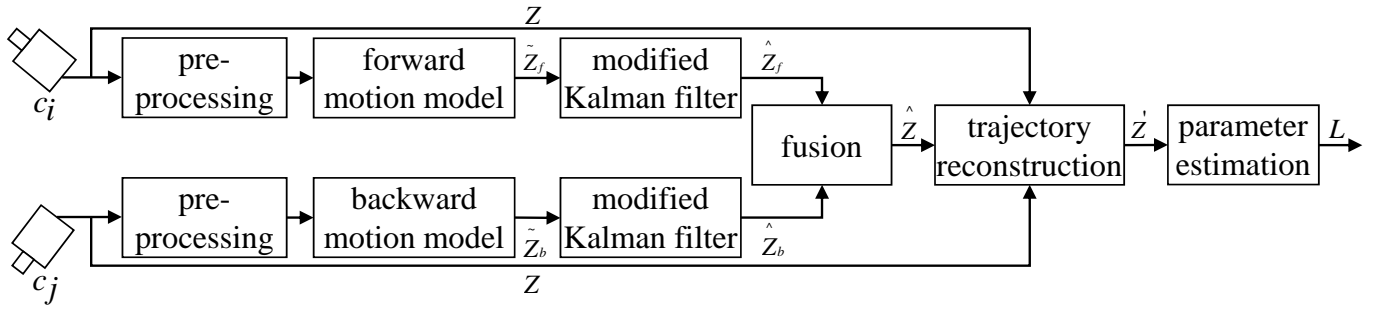 Z
pre-
processing
forward
motion model
Z̃f
modified
Kalman filter
Ẑf
ci
fusion
Ẑ
trajectory
reconstruction
Z'
parameter
estimation
L
pre-
processing
backward
motion model
Z̃b
modified
Kalman filter
Ẑb
cj
Z